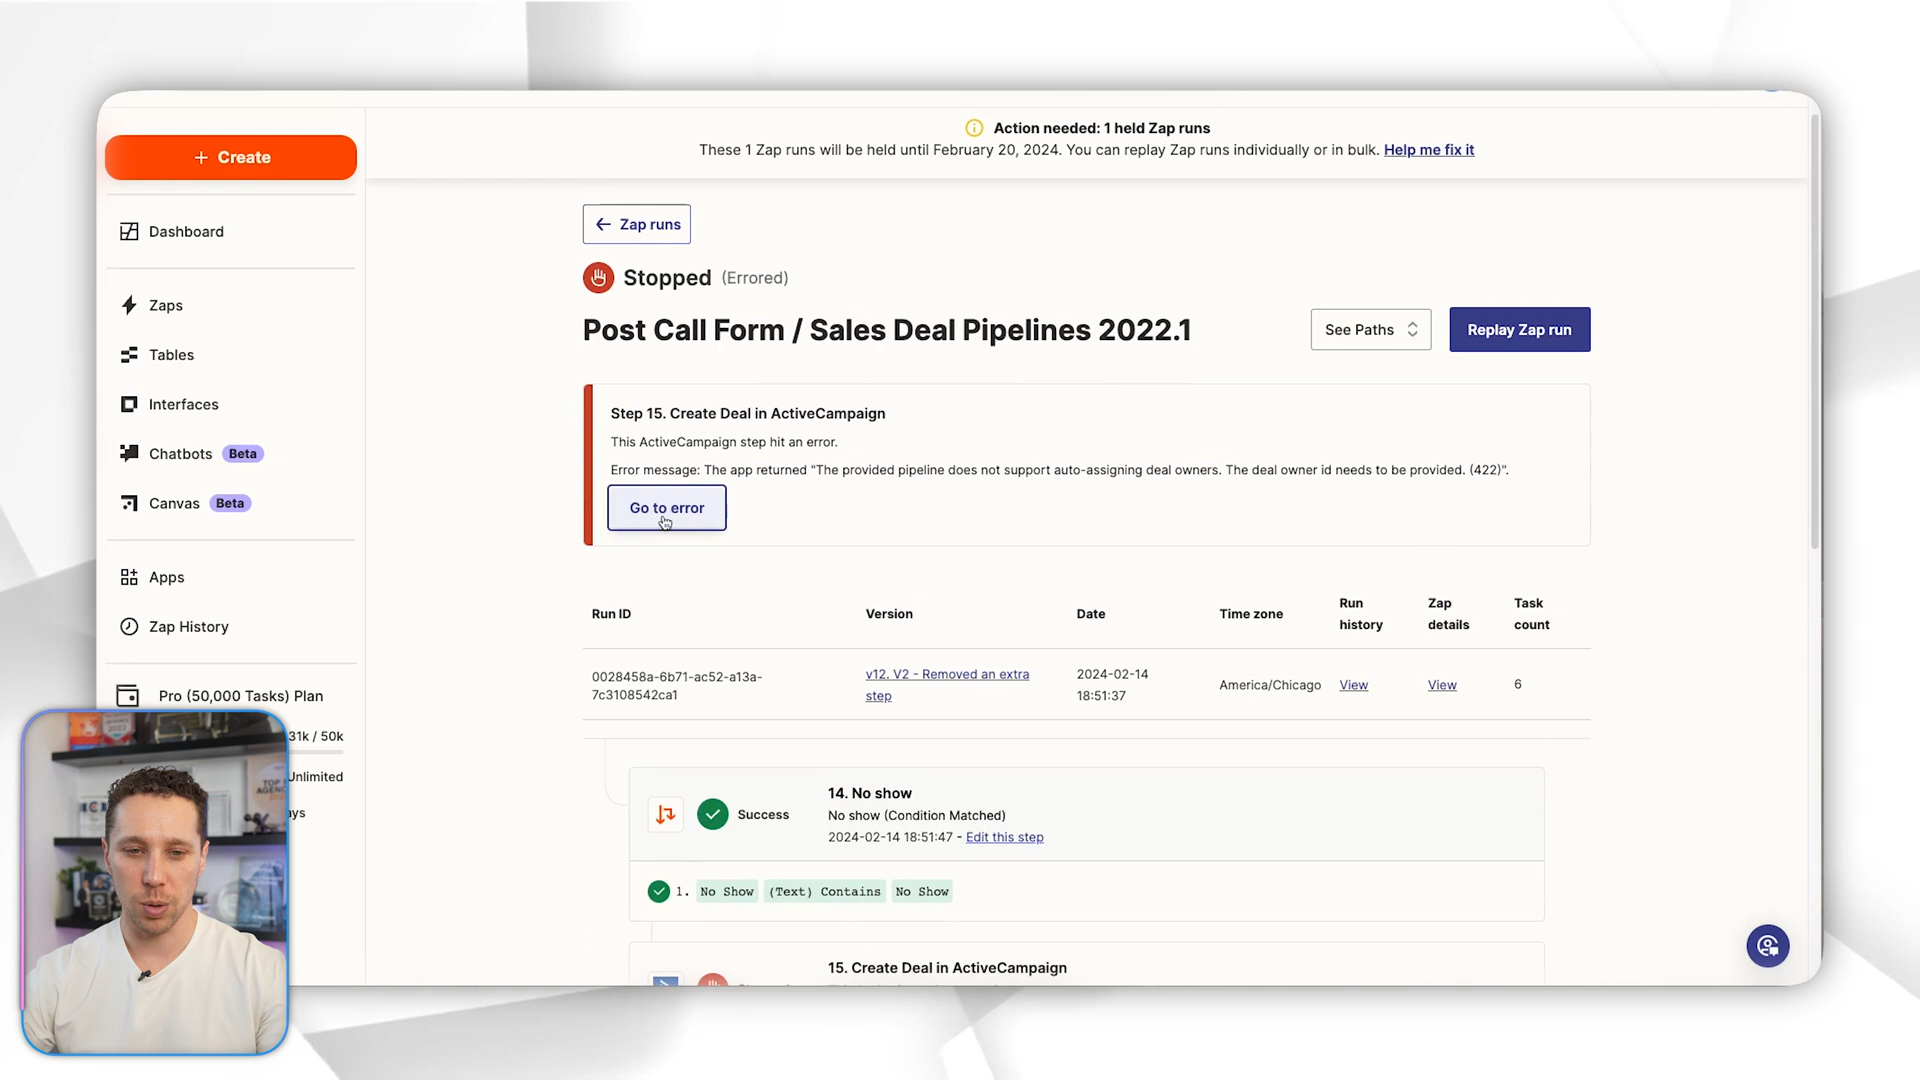 Action needed: 1 held Zap runs
These 1 Zap runs will be held until February 20, 2024. You can replay Zap runs individually or in bulk. Help me fix it
+ Create
Dashboard
Zaps
Tables
Interfaces
Chatbots Beta
Canvas Beta
Apps
Zap History
Pro (50,000 Tasks) Plan
31k / 50k
Unlimited
ays
← Zap runs
Stopped (Errored)
Post Call Form / Sales Deal Pipelines 2022.1
See Paths
Replay Zap run
Step 15. Create Deal in ActiveCampaign
This ActiveCampaign step hit an error.
Error message: The app returned "The provided pipeline does not support auto-assigning deal owners. The deal owner id needs to be provided. (422)".
Go to error
Run ID
Version
Date
Time zone
Run
history
Zap
details
Task
count
0028458a-6b71-ac52-a13a-
7c3108542ca1
v12. V2 - Removed an extra
step
2024-02-14
18:51:37
America/Chicago
View
View
6
Success
14. No show
No show (Condition Matched)
2024-02-14 18:51:47 - Edit this step
1. No Show (Text) Contains No Show
15. Create Deal in ActiveCampaign